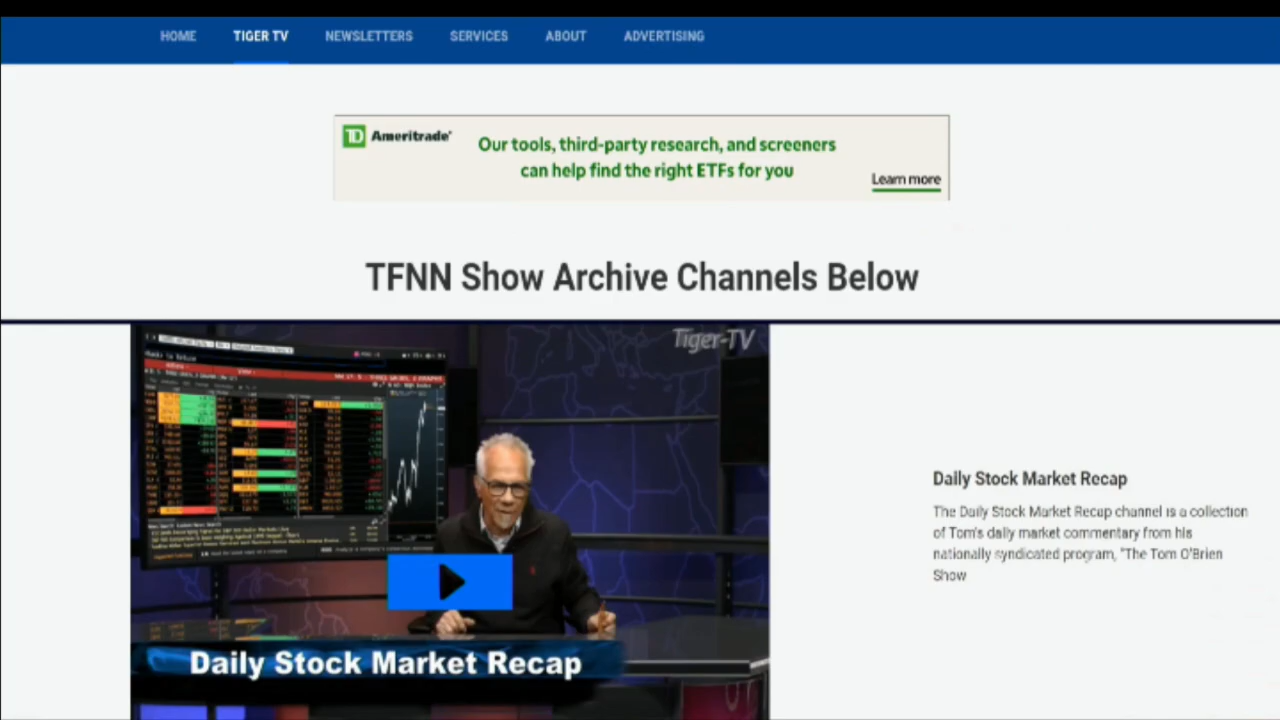 HOME TIGER TV NEWSLETTERS SERVICES ABOUT ADVERTISING
TD Ameritrade
Our tools, third-party research, and screeners
can help find the right ETFs for you
Learn more
TFNN Show Archive Channels Below
Tiger-TV
Daily Stock Market Recap
The Daily Stock Market Recap channel is a collection
of Tom's daily market commentary from his
nationally syndicated program, "The Tom O'Brien
Show
Daily Stock Market Recap